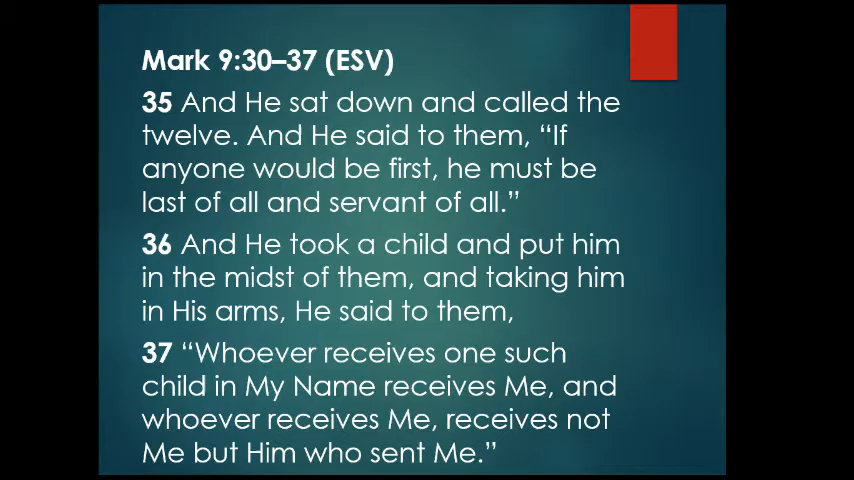 Mark 9:30–37 (ESV)
35 And He sat down and called the
twelve. And He said to them, “If
anyone would be first, he must be
last of all and servant of all.”
36 And He took a child and put him
in the midst of them, and taking him
in His arms, He said to them,
37 “Whoever receives one such
child in My Name receives Me, and
whoever receives Me, receives not
Me but Him who sent Me.”